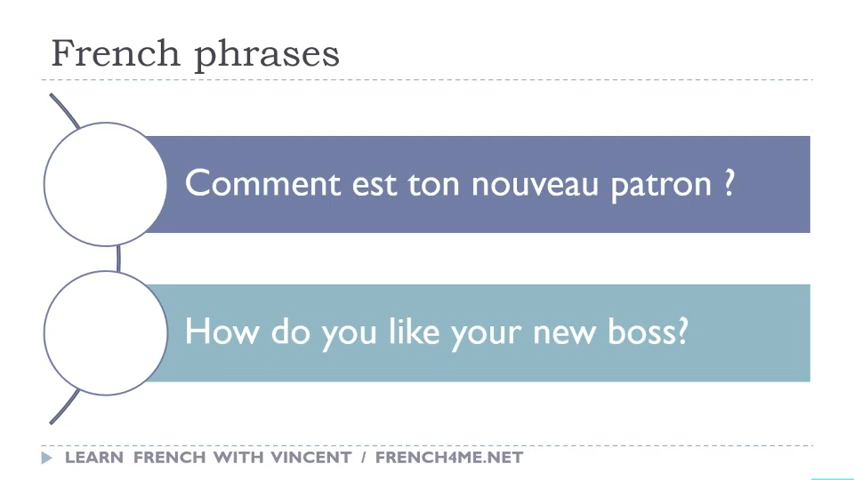 French phrases
Comment est ton nouveau patron ?
How do you like your new boss?
LEARN FRENCH WITH VINCENT / FRENCH4ME.NET